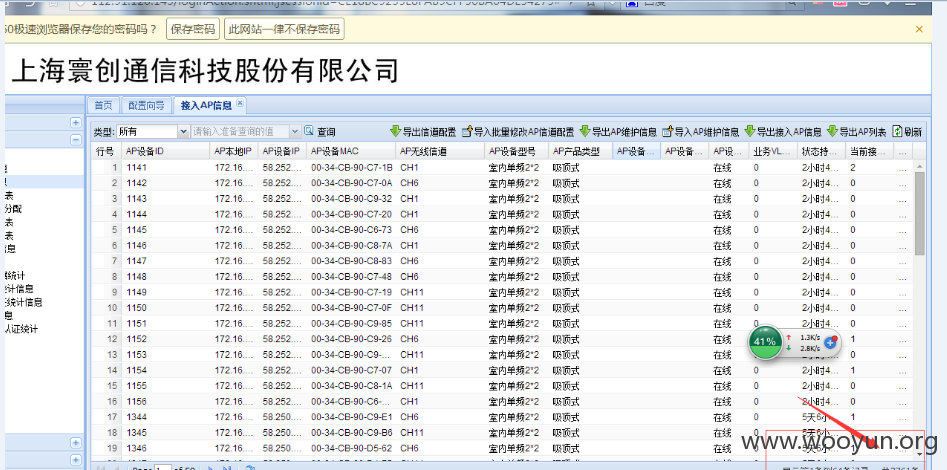 60极速浏览器保存您的密码吗？ 保存密码 此网站一律不保存密码
上海寰创通信科技股份有限公司
首页 配置向导 接入AP信息
类型: 所有 请输入准备查询的值 查询 导出信道配置 导入批量修改AP信道配置 导出AP维护信息 导入AP维护信息 导出接入AP信息 导出AP列表 刷新
行号 AP设备ID AP本地IP AP设备IP AP设备MAC AP无线信道 AP设备型号 AP产品类型 AP设备... AP设备... AP设... 业务VL... 状态持... 当前接... ...
1 1141 172.16.... 58.252.... 00-34-CB-90-C7-1B CH1 室内单频2*2 吸顶式 在线 0 2小时4... 2 ...
2 1142 172.16.... 58.252.... 00-34-CB-90-C7-0A CH6 室内单频2*2 吸顶式 在线 0 2小时4... 0 ...
3 1143 172.16.... 58.252.... 00-34-CB-90-C9-32 CH1 室内单频2*2 吸顶式 在线 0 2小时4... 0 ...
4 1144 172.16.... 58.252.... 00-34-CB-90-C7-20 CH1 室内单频2*2 吸顶式 在线 0 2小时4... 0 ...
5 1145 172.16.... 58.252.... 00-34-CB-90-C6-73 CH6 室内单频2*2 吸顶式 在线 0 2小时4... 0 ...
6 1146 172.16.... 58.252.... 00-34-CB-90-C8-7A CH1 室内单频2*2 吸顶式 在线 0 2小时4... 0 ...
7 1147 172.16.... 58.252.... 00-34-CB-90-C8-83 CH6 室内单频2*2 吸顶式 在线 0 2小时4... 0 ...
8 1148 172.16.... 58.252.... 00-34-CB-90-C7-48 CH6 室内单频2*2 吸顶式 在线 0 2小时4... 0 ...
9 1149 172.16.... 58.252.... 00-34-CB-90-C7-19 CH11 室内单频2*2 吸顶式 在线 0 2小时4... 0 ...
10 1150 172.16.... 58.252.... 00-34-CB-90-C7-0F CH11 室内单频2*2 吸顶式 在线 0 2小时4... 0 ...
11 1151 172.16.... 58.252.... 00-34-CB-90-C9-85 CH11 室内单频2*2 吸顶式 在线 0 2小时4... 0 ...
12 1152 172.16.... 58.252.... 00-34-CB-90-C9-26 CH6 室内单频2*2 吸顶式 在线 1 ...
13 1153 172.16.... 58.252.... 00-34-CB-90-C9-... CH11 室内单频2*2 吸顶式 在线 0 ...
14 1154 172.16.... 58.252.... 00-34-CB-90-C7-07 CH1 室内单频2*2 吸顶式 在线 0 2小时4... 1 ...
15 1155 172.16.... 58.252.... 00-34-CB-90-C8-1A CH11 室内单频2*2 吸顶式 在线 0 2小时4... 0 ...
16 1156 172.16.... 58.252.... 00-34-CB-90-C6-... CH1 室内单频2*2 吸顶式 在线 0 2小时4... 0 ...
17 1344 172.16.... 58.250.... 00-34-CB-90-C9-E1 CH6 室内单频2*2 吸顶式 在线 0 5天6小... 1 ...
18 1345 172.16.... 58.250.... 00-34-CB-90-C9-B6 CH11 室内单频2*2 吸顶式 在线 0 5天6小...
19 1346 172.16.... 58.250.... 00-34-CB-90-D5-62 CH6 室内单频2*2 吸顶式 在线
表
分配
表
表
信息
统计
计信息
统计信息
息
认证统计
41% 1.3K/s
2.8K/s
www.wooyun.org